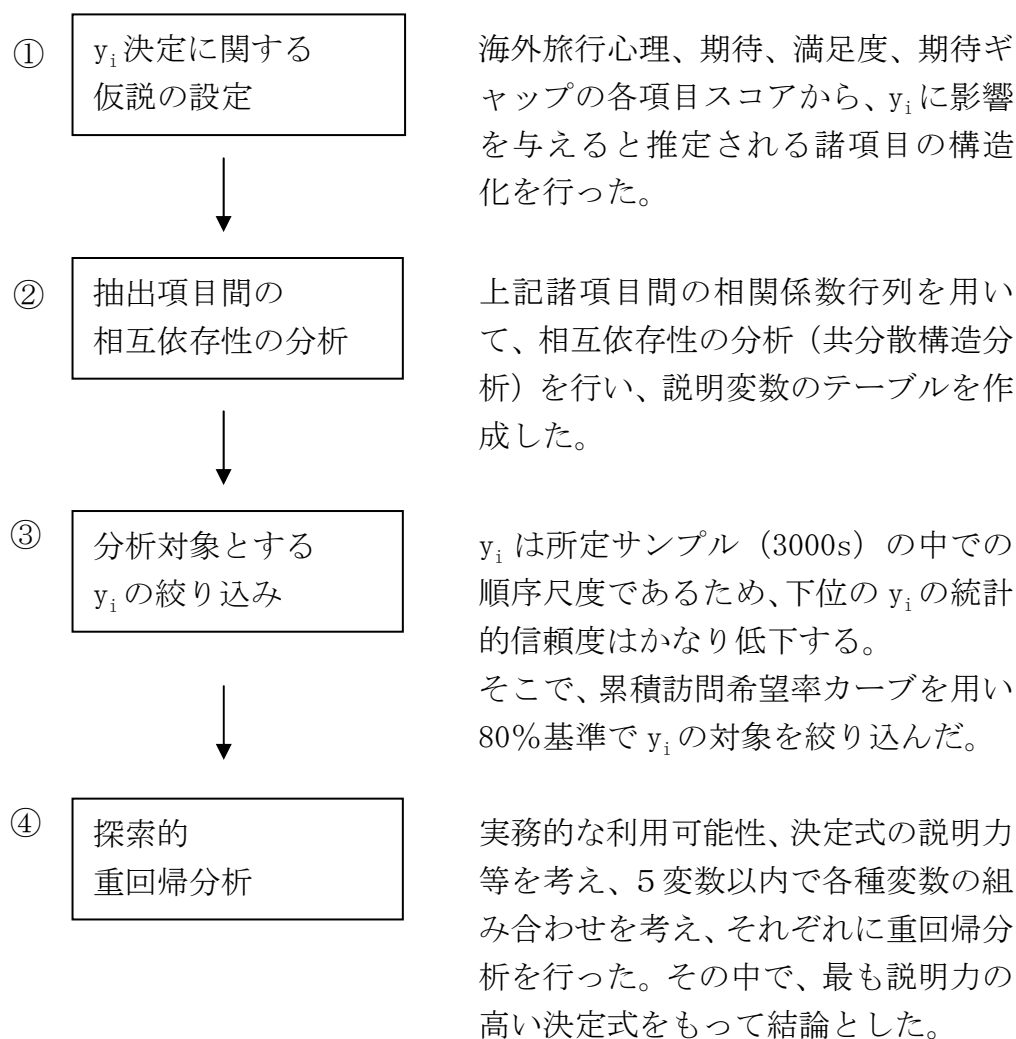 ①
y_i決定に関する
仮説の設定
海外旅行心理、期待、満足度、期待ギ
ャップの各項目スコアから、y_iに影響
を与えると推定される諸項目の構造
化を行った。
②
抽出項目間の
相互依存性の分析
上記諸項目間の相関係数行列を用い
て、相互依存性の分析（共分散構造分
析）を行い、説明変数のテーブルを作
成した。
③
分析対象とする
y_iの絞り込み
y_iは所定サンプル（3000s）の中での
順序尺度であるため、下位のy_iの統計
的信頼度はかなり低下する。
そこで、累積訪問希望率カーブを用い
80％基準でy_iの対象を絞り込んだ。
④
探索的
重回帰分析
実務的な利用可能性、決定式の説明力
等を考え、５変数以内で各種変数の組
み合わせを考え、それぞれに重回帰分
析を行った。その中で、最も説明力の
高い決定式をもって結論とした。